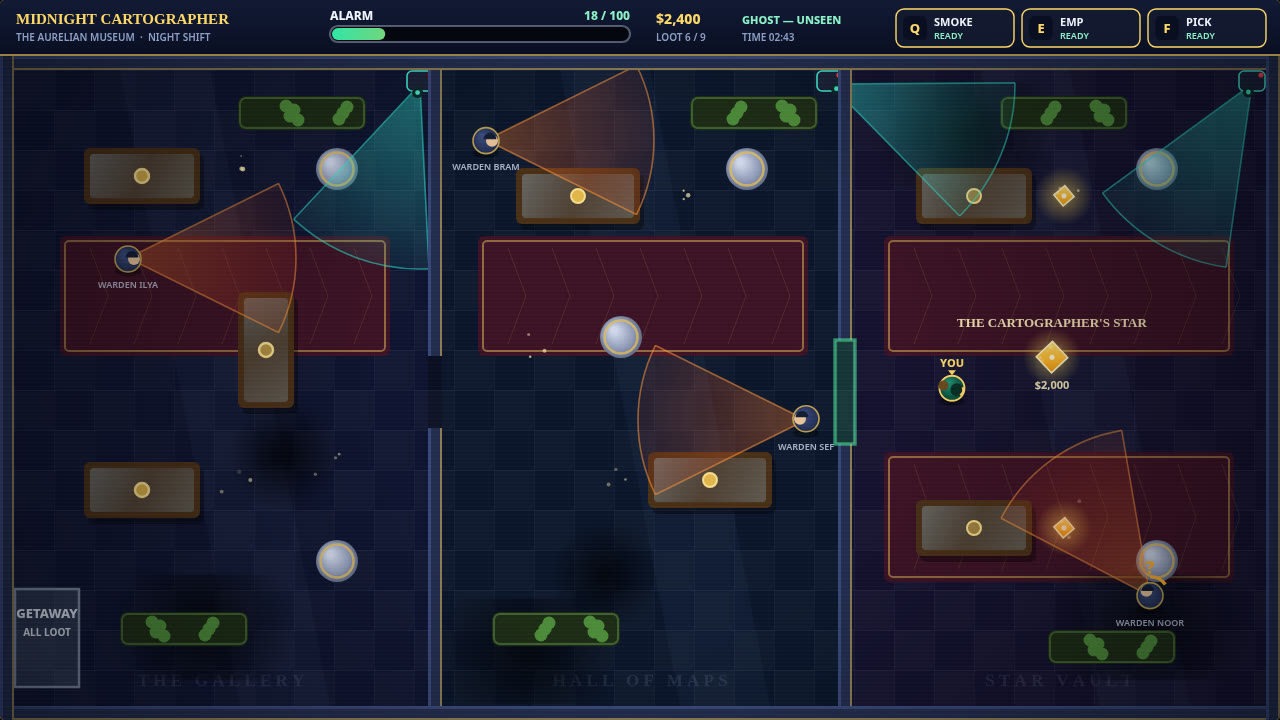 MIDNIGHT CARTOGRAPHER
THE AURELIAN MUSEUM · NIGHT SHIFT
ALARM
18 / 100
$2,400
LOOT 6 / 9
GHOST — UNSEEN
TIME 02:43
Q
SMOKE
READY
E
EMP
READY
F
PICK
READY
WARDEN BRAM
WARDEN ILYA
THE CARTOGRAPHER'S STAR
YOU
$2,000
WARDEN SEF
WARDEN NOOR
GETAWAY
ALL LOOT
THE GALLERY
HALL OF MAPS
STAR VAULT